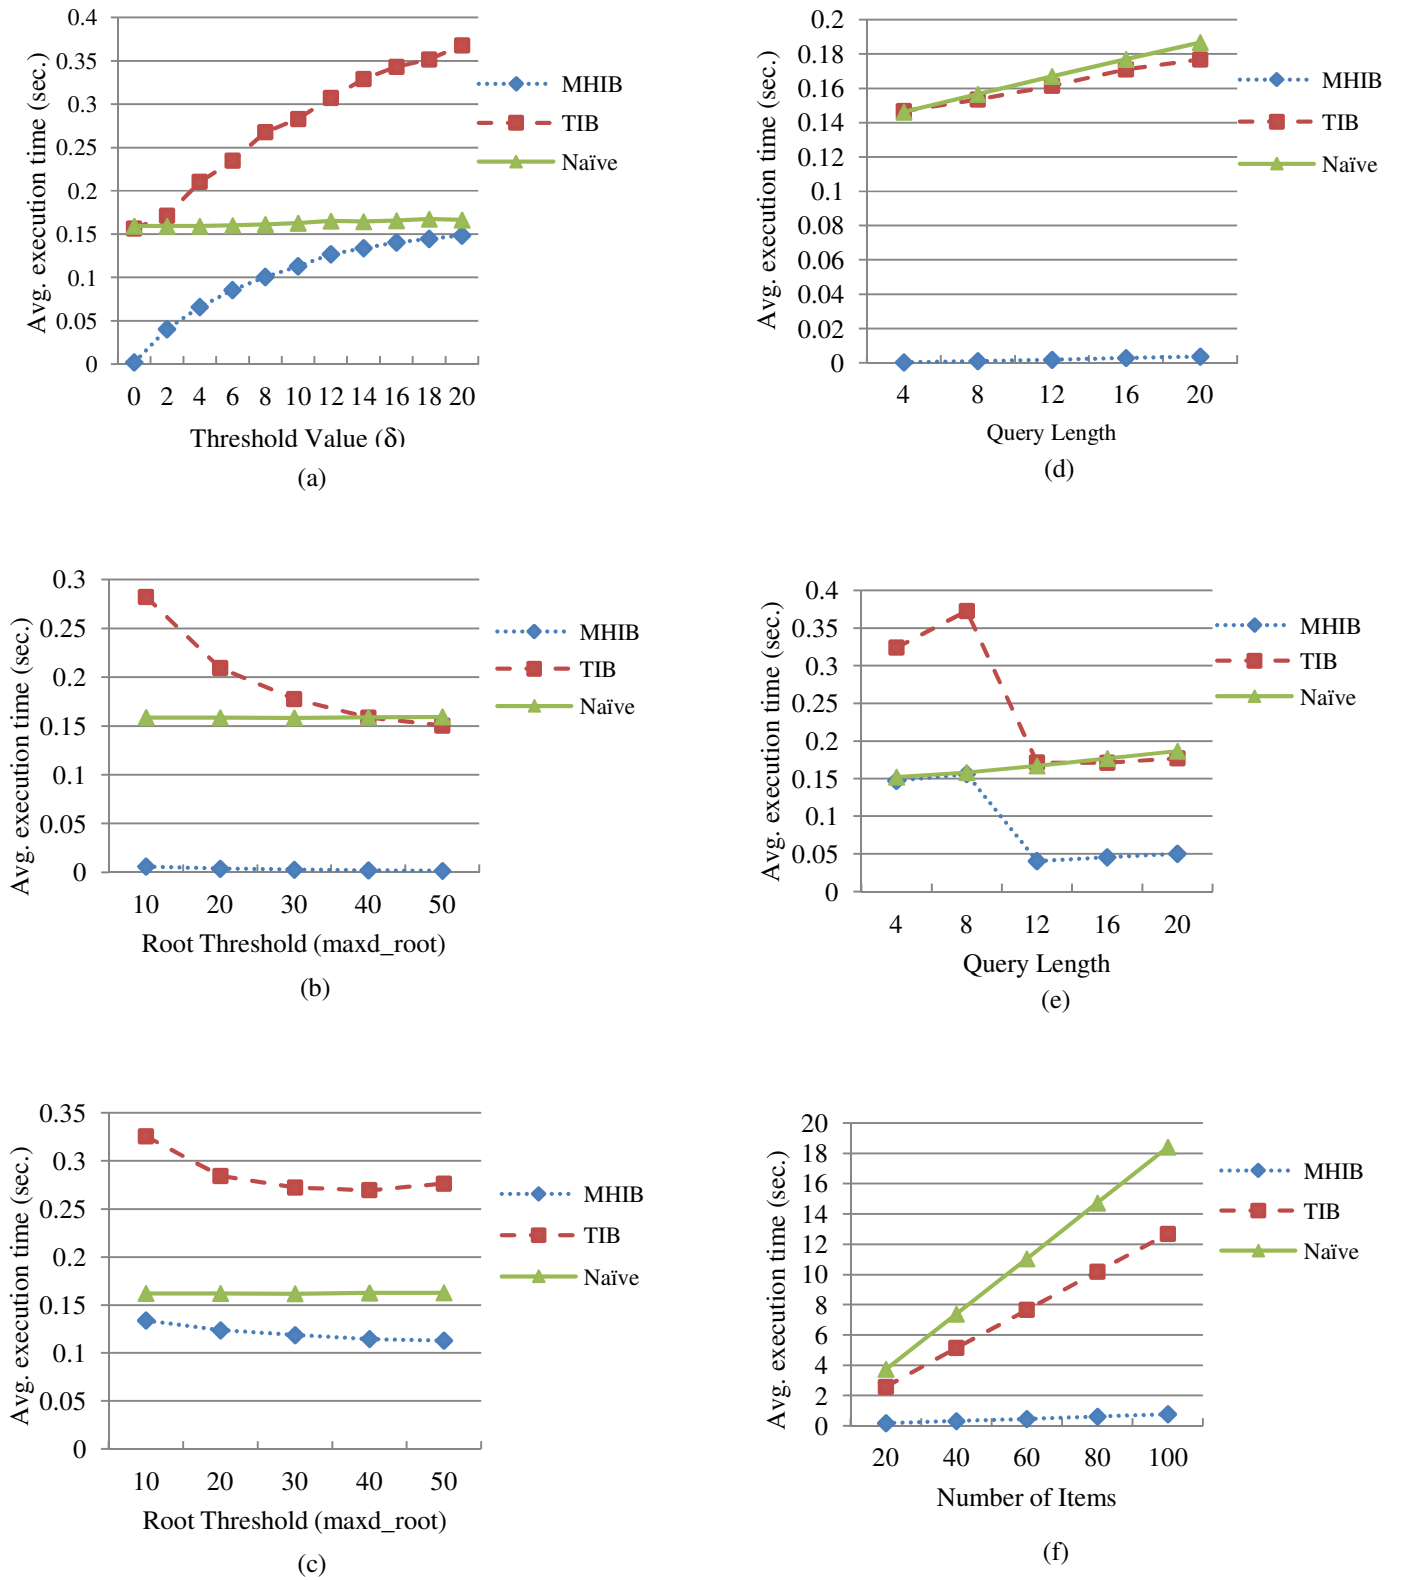 Avg. execution time (sec.)
0.4
0.35
0.3
0.25
0.2
0.15
0.1
0.05
0
0 2 4 6 8 10 12 14 16 18 20
Threshold Value (δ)
MHIB
TIB
Naïve
(a)
Avg. execution time (sec.)
0.3
0.25
0.2
0.15
0.1
0.05
0
10 20 30 40 50
Root Threshold (maxd_root)
MHIB
TIB
Naïve
(b)
Avg. execution time (sec.)
0.35
0.3
0.25
0.2
0.15
0.1
0.05
0
10 20 30 40 50
Root Threshold (maxd_root)
MHIB
TIB
Naïve
(c)
Avg. execution time (sec.)
0.2
0.18
0.16
0.14
0.12
0.1
0.08
0.06
0.04
0.02
0
4 8 12 16 20
Query Length
MHIB
TIB
Naïve
(d)
Avg. execution time (sec.)
0.4
0.35
0.3
0.25
0.2
0.15
0.1
0.05
0
4 8 12 16 20
Query Length
MHIB
TIB
Naïve
(e)
Avg. execution time (sec.)
20
18
16
14
12
10
8
6
4
2
0
20 40 60 80 100
Number of Items
MHIB
TIB
Naïve
(f)